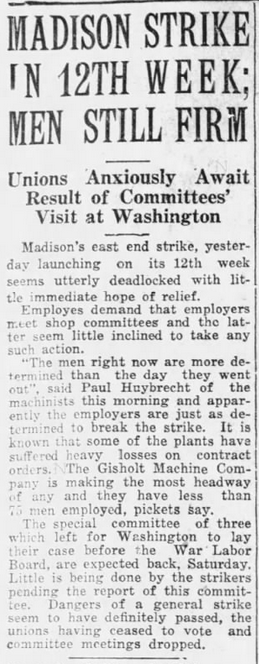 MADISON STRIKE
IN 12TH WEEK;
MEN STILL FIRM
Unions Anxiously Await
Result of Committees'
Visit at Washington
Madison's east end strike, yester-
day launching on its 12th week
seems utterly deadlocked with lit-
tle immediate hope of relief.
Employes demand that employers
meet shop committees and the lat-
ter seem little inclined to take any
such action.
"The men right now are more de-
termined than the day they went
out", said Paul Huybrecht of the
machinists this morning and appar-
ently the employers are just as de-
termined to break the strike. It is
known that some of the plants have
suffered heavy losses on contract
orders. The Gisholt Machine Com-
pany is making the most headway
of any and they have less than
75 men employed, pickets say.
The special committee of three
which left for Washington to lay
their case before the War Labor
Board, are expected back, Saturday.
Little is being done by the strikers
pending the report of this commit-
tee. Dangers of a general strike
seem to have definitely passed, the
unions having ceased to vote and
committee meetings dropped.